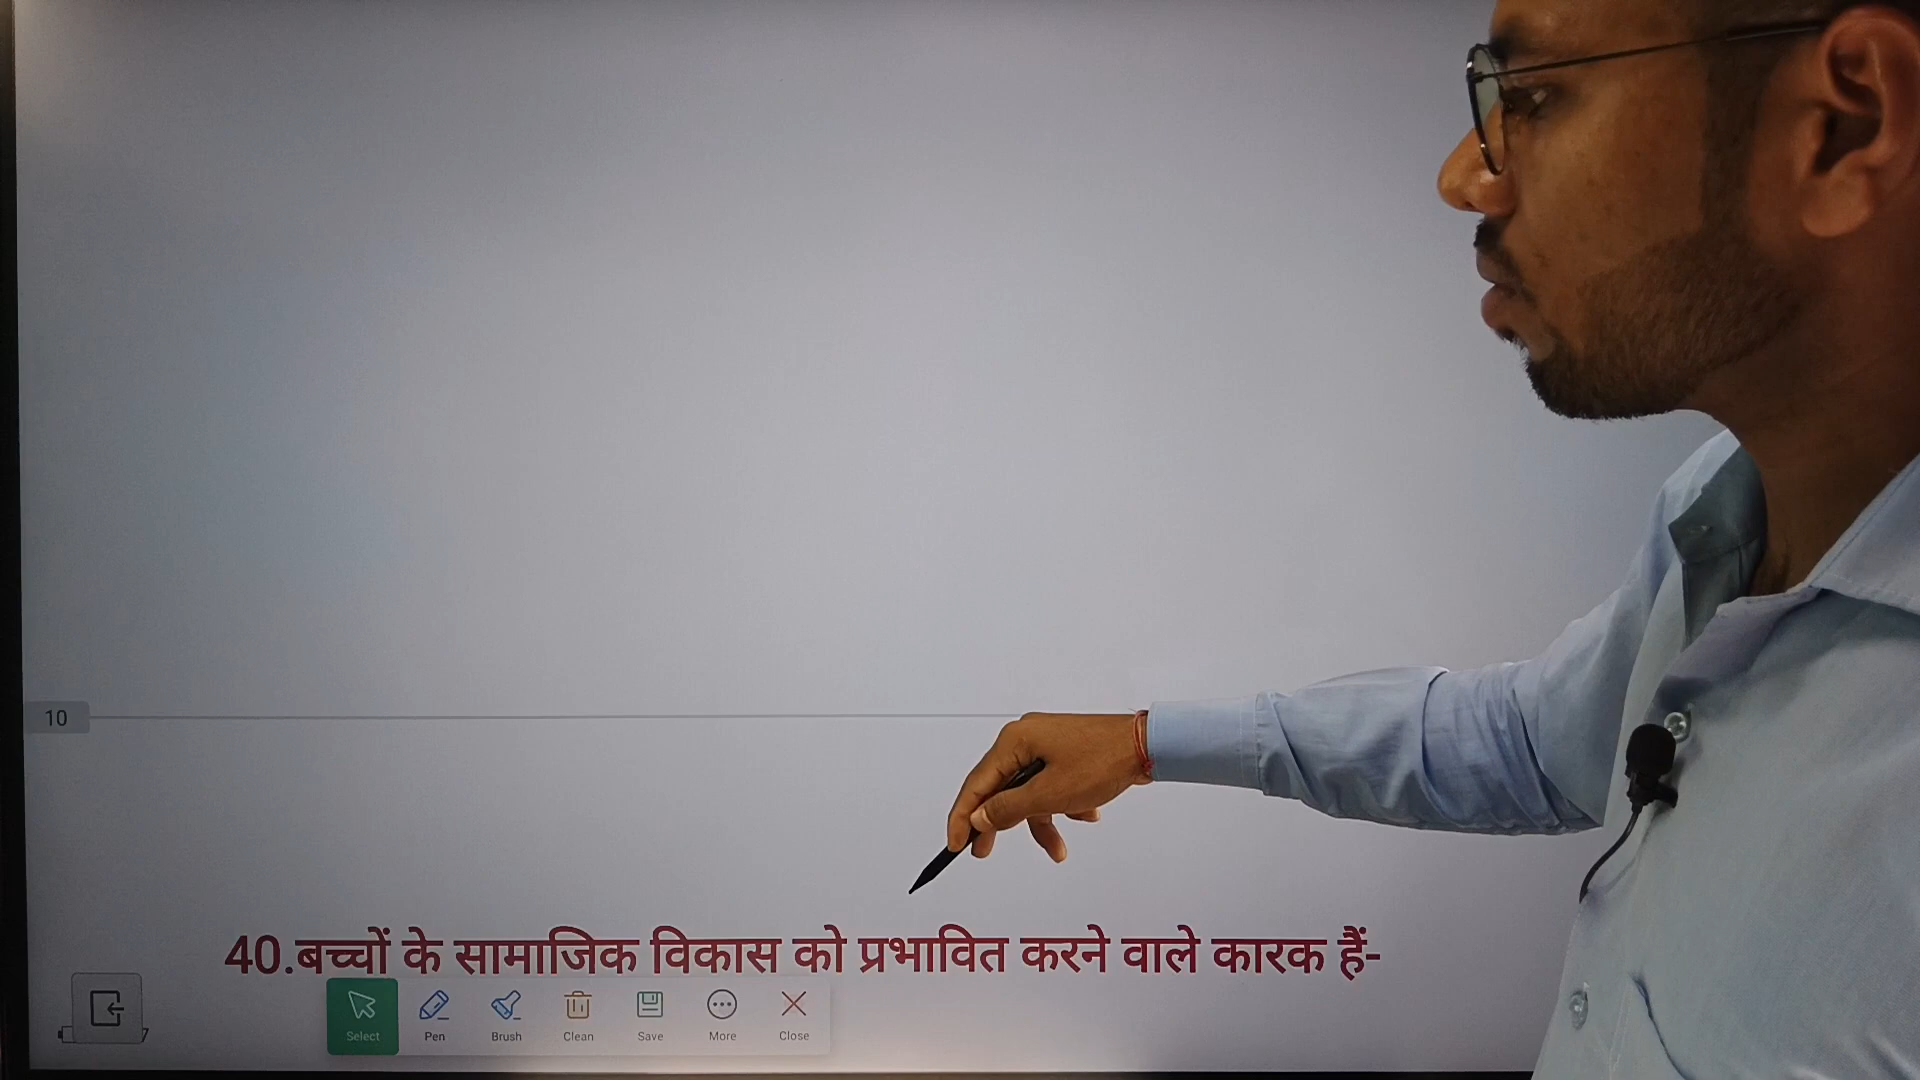 10
40.बच्चों के सामाजिक विकास को प्रभावित करने वाले कारक हैं-
Select Pen Brush Clean Save More Close